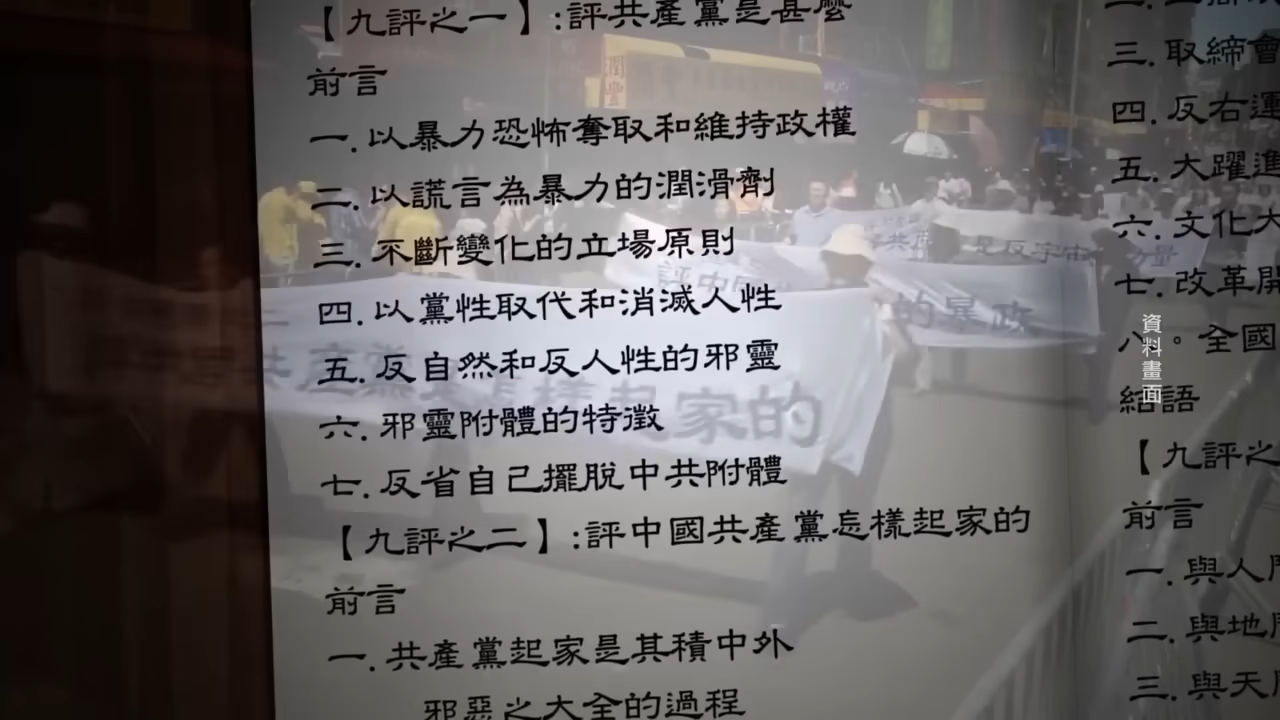 【九評之一】:評共產黨是甚麼
前言
一.以暴力恐怖奪取和維持政權
二.以謊言為暴力的潤滑劑
三.不斷變化的立場原則
四.以黨性取代和消滅人性
五.反自然和反人性的邪靈
六.邪靈附體的特徵
七.反省自己擺脫中共附體
【九評之二】:評中國共產黨怎樣起家的
前言
一.共產黨起家是其積中外
邪惡之大全的過程
三.取締會
四.反右運
五.大躍進
六.文化大
七.改革開
八。全國
結語
【九評之
前言
一.與人
二.與地
三.與天
資料畫面
潤豐
的暴政
起家的